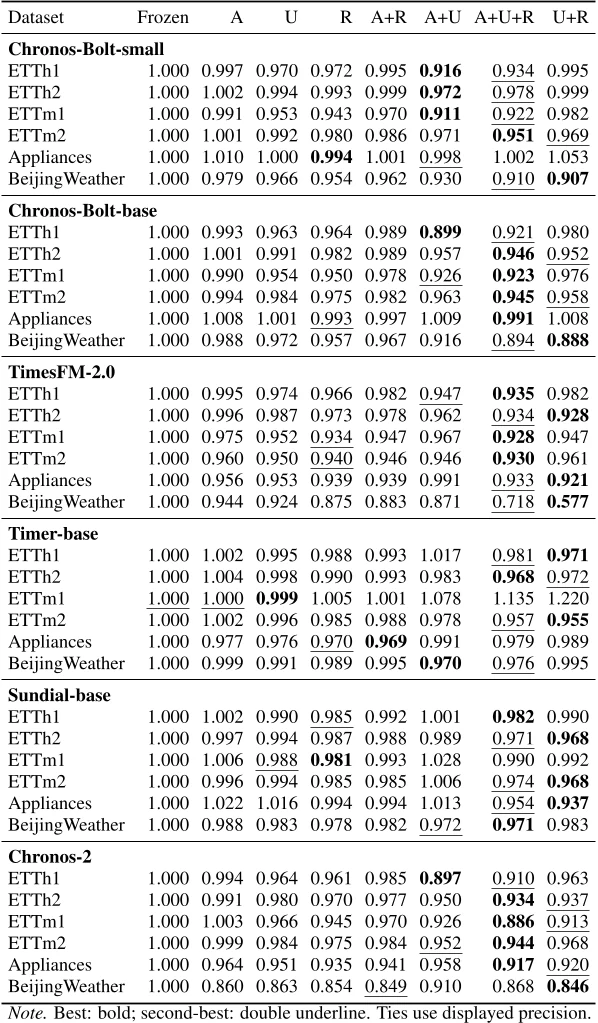 Dataset Frozen A U R A+R A+U A+U+R U+R
Chronos-Bolt-small
ETTh1 1.000 0.997 0.970 0.972 0.995 0.916 0.934 0.995
ETTh2 1.000 1.002 0.994 0.993 0.999 0.972 0.978 0.999
ETTm1 1.000 0.991 0.953 0.943 0.970 0.911 0.922 0.982
ETTm2 1.000 1.001 0.992 0.980 0.986 0.971 0.951 0.969
Appliances 1.000 1.010 1.000 0.994 1.001 0.998 1.002 1.053
BeijingWeather 1.000 0.979 0.966 0.954 0.962 0.930 0.910 0.907
Chronos-Bolt-base
ETTh1 1.000 0.993 0.963 0.964 0.989 0.899 0.921 0.980
ETTh2 1.000 1.001 0.991 0.982 0.989 0.957 0.946 0.952
ETTm1 1.000 0.990 0.954 0.950 0.978 0.926 0.923 0.976
ETTm2 1.000 0.994 0.984 0.975 0.982 0.963 0.945 0.958
Appliances 1.000 1.008 1.001 0.993 0.997 1.009 0.991 1.008
BeijingWeather 1.000 0.988 0.972 0.957 0.967 0.916 0.894 0.888
TimesFM-2.0
ETTh1 1.000 0.995 0.974 0.966 0.982 0.947 0.935 0.982
ETTh2 1.000 0.996 0.987 0.973 0.978 0.962 0.934 0.928
ETTm1 1.000 0.975 0.952 0.934 0.947 0.967 0.928 0.947
ETTm2 1.000 0.960 0.950 0.940 0.946 0.946 0.930 0.961
Appliances 1.000 0.956 0.953 0.939 0.939 0.991 0.933 0.921
BeijingWeather 1.000 0.944 0.924 0.875 0.883 0.871 0.718 0.577
Timer-base
ETTh1 1.000 1.002 0.995 0.988 0.993 1.017 0.981 0.971
ETTh2 1.000 1.004 0.998 0.990 0.993 0.983 0.968 0.972
ETTm1 1.000 1.000 0.999 1.005 1.001 1.078 1.135 1.220
ETTm2 1.000 1.002 0.996 0.985 0.988 0.978 0.957 0.955
Appliances 1.000 0.977 0.976 0.970 0.969 0.991 0.979 0.989
BeijingWeather 1.000 0.999 0.991 0.989 0.995 0.970 0.976 0.995
Sundial-base
ETTh1 1.000 1.002 0.990 0.985 0.992 1.001 0.982 0.990
ETTh2 1.000 0.997 0.994 0.987 0.988 0.989 0.971 0.968
ETTm1 1.000 1.006 0.988 0.981 0.993 1.028 0.990 0.992
ETTm2 1.000 0.996 0.994 0.985 0.985 1.006 0.974 0.968
Appliances 1.000 1.022 1.016 0.994 0.994 1.013 0.954 0.937
BeijingWeather 1.000 0.988 0.983 0.978 0.982 0.972 0.971 0.983
Chronos-2
ETTh1 1.000 0.994 0.964 0.961 0.985 0.897 0.910 0.963
ETTh2 1.000 0.991 0.980 0.970 0.977 0.950 0.934 0.937
ETTm1 1.000 1.003 0.966 0.945 0.970 0.926 0.886 0.913
ETTm2 1.000 0.999 0.984 0.975 0.984 0.952 0.944 0.968
Appliances 1.000 0.964 0.951 0.935 0.941 0.958 0.917 0.920
BeijingWeather 1.000 0.860 0.863 0.854 0.849 0.910 0.868 0.846
Note. Best: bold; second-best: double underline. Ties use displayed precision.